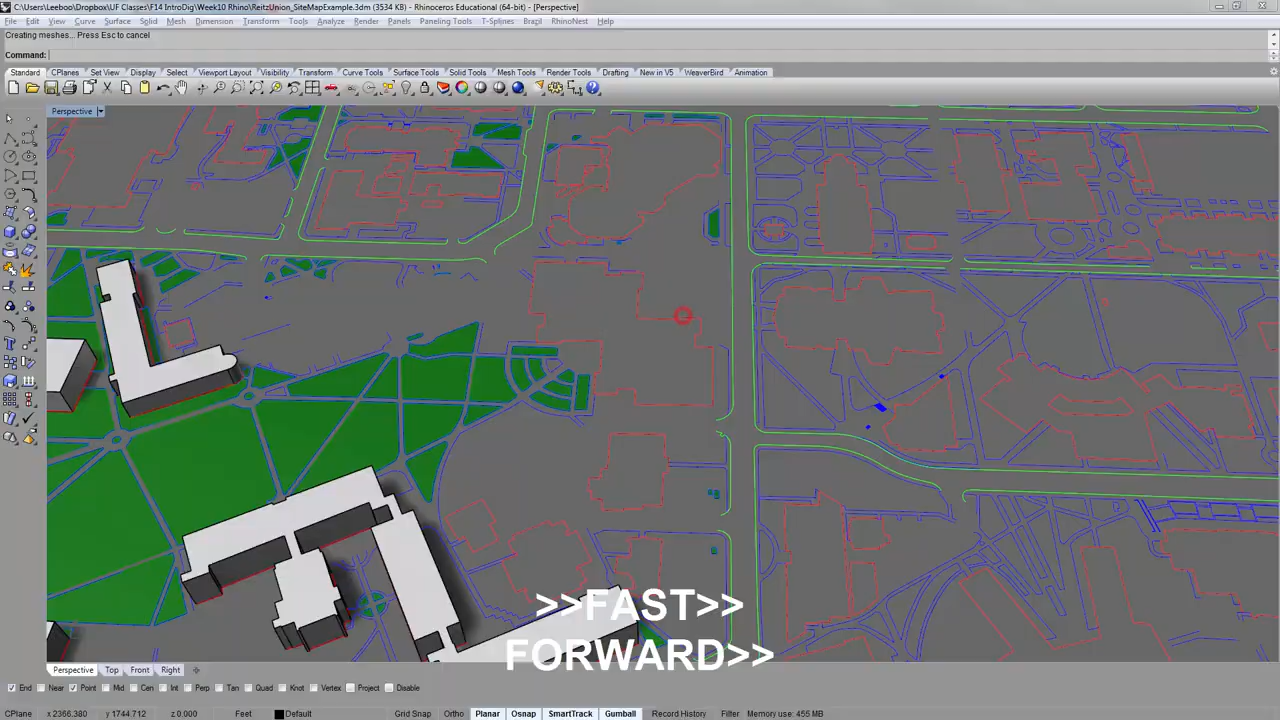 C:\Users\Leeboo\Dropbox\UF Classes\F14 IntroDig\Week10 Rhino\ReitzUnion_SiteMapExample.3dm (3534 KB) - Rhinoceros Educational (64-bit) - [Perspective]
File Edit View Curve Surface Solid Mesh Dimension Transform Tools Analyze Render Panels Paneling Tools T-Splines Brazil RhinoNest Help
Creating meshes... Press Esc to cancel
Command:
Standard CPlanes Set View Display Select Viewport Layout Visibility Transform Curve Tools Surface Tools Solid Tools Mesh Tools Render Tools Drafting New in V5 WeaverBird Animation
Perspective
>>FAST>>
FORWARD>>
Perspective Top Front Right
End Near Point Mid Cen Int Perp Tan Quad Knot Vertex Project Disable
CPlane x 2366.380 y 1744.712 z 0.000 Feet Default Grid Snap Ortho Planar Osnap SmartTrack Gumball Record History Filter Memory use: 455 MB